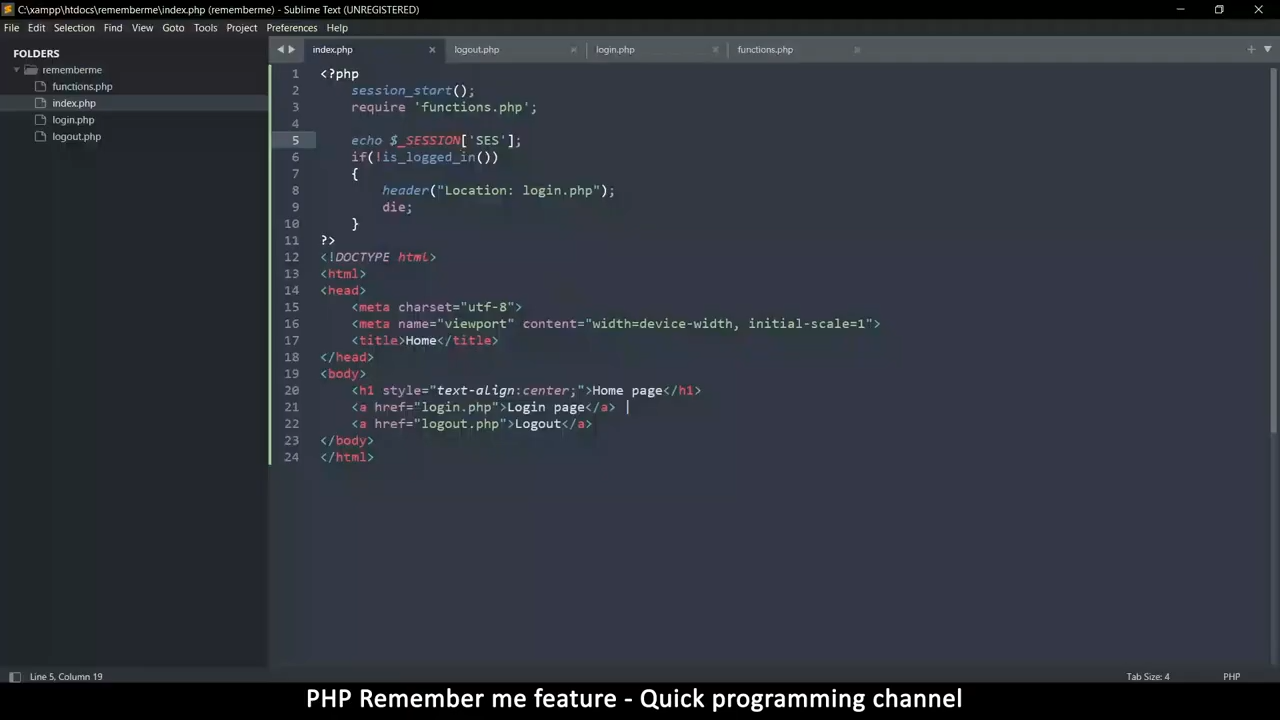 C:\xampp\htdocs\rememberme\index.php (rememberme) - Sublime Text (UNREGISTERED)
File Edit Selection Find View Goto Tools Project Preferences Help
FOLDERS
rememberme
functions.php
index.php
login.php
logout.php
index.php × logout.php × login.php × functions.php ×
1 <?php
2 session_start();
3 require 'functions.php';
4
5 echo $_SESSION['SES'];
6 if(!is_logged_in())
7 {
8 header("Location: login.php");
9 die;
10 }
11 ?>
12 <!DOCTYPE html>
13 <html>
14 <head>
15 <meta charset="utf-8">
16 <meta name="viewport" content="width=device-width, initial-scale=1">
17 <title>Home</title>
18 </head>
19 <body>
20 <h1 style="text-align:center;">Home page</h1>
21 <a href="login.php">Login page</a> |
22 <a href="logout.php">Logout</a>
23 </body>
24 </html>
Line 5, Column 19 Tab Size: 4 PHP
PHP Remember me feature - Quick programming channel